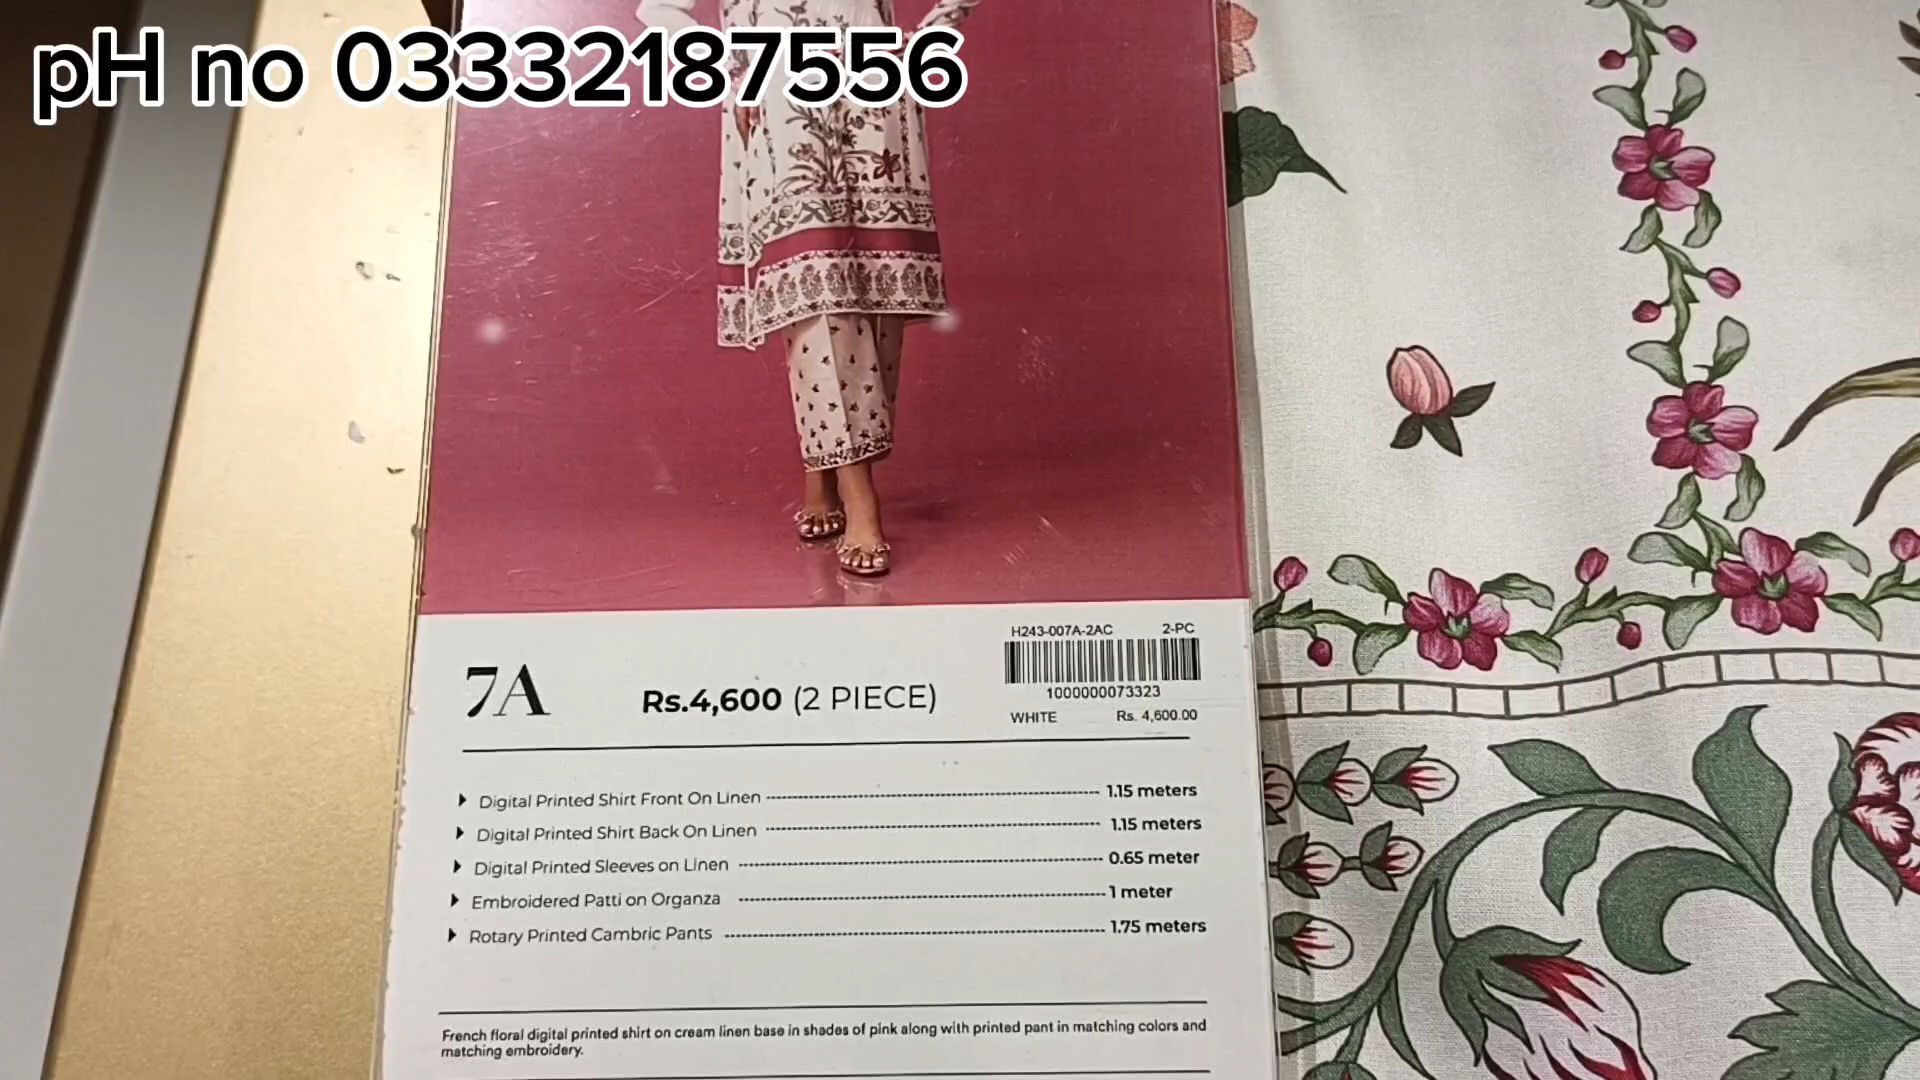 pH no 03332187556
H243-007A-2AC 2-PC
1000000073323
WHITE Rs. 4,600.00
7A Rs.4,600 (2 PIECE)
Digital Printed Shirt Front On Linen 1.15 meters
Digital Printed Shirt Back On Linen 1.15 meters
Digital Printed Sleeves on Linen 0.65 meter
Embroidered Patti on Organza 1 meter
Rotary Printed Cambric Pants 1.75 meters
French floral digital printed shirt on cream linen base in shades of pink along with printed pant in matching colors and
matching embroidery.